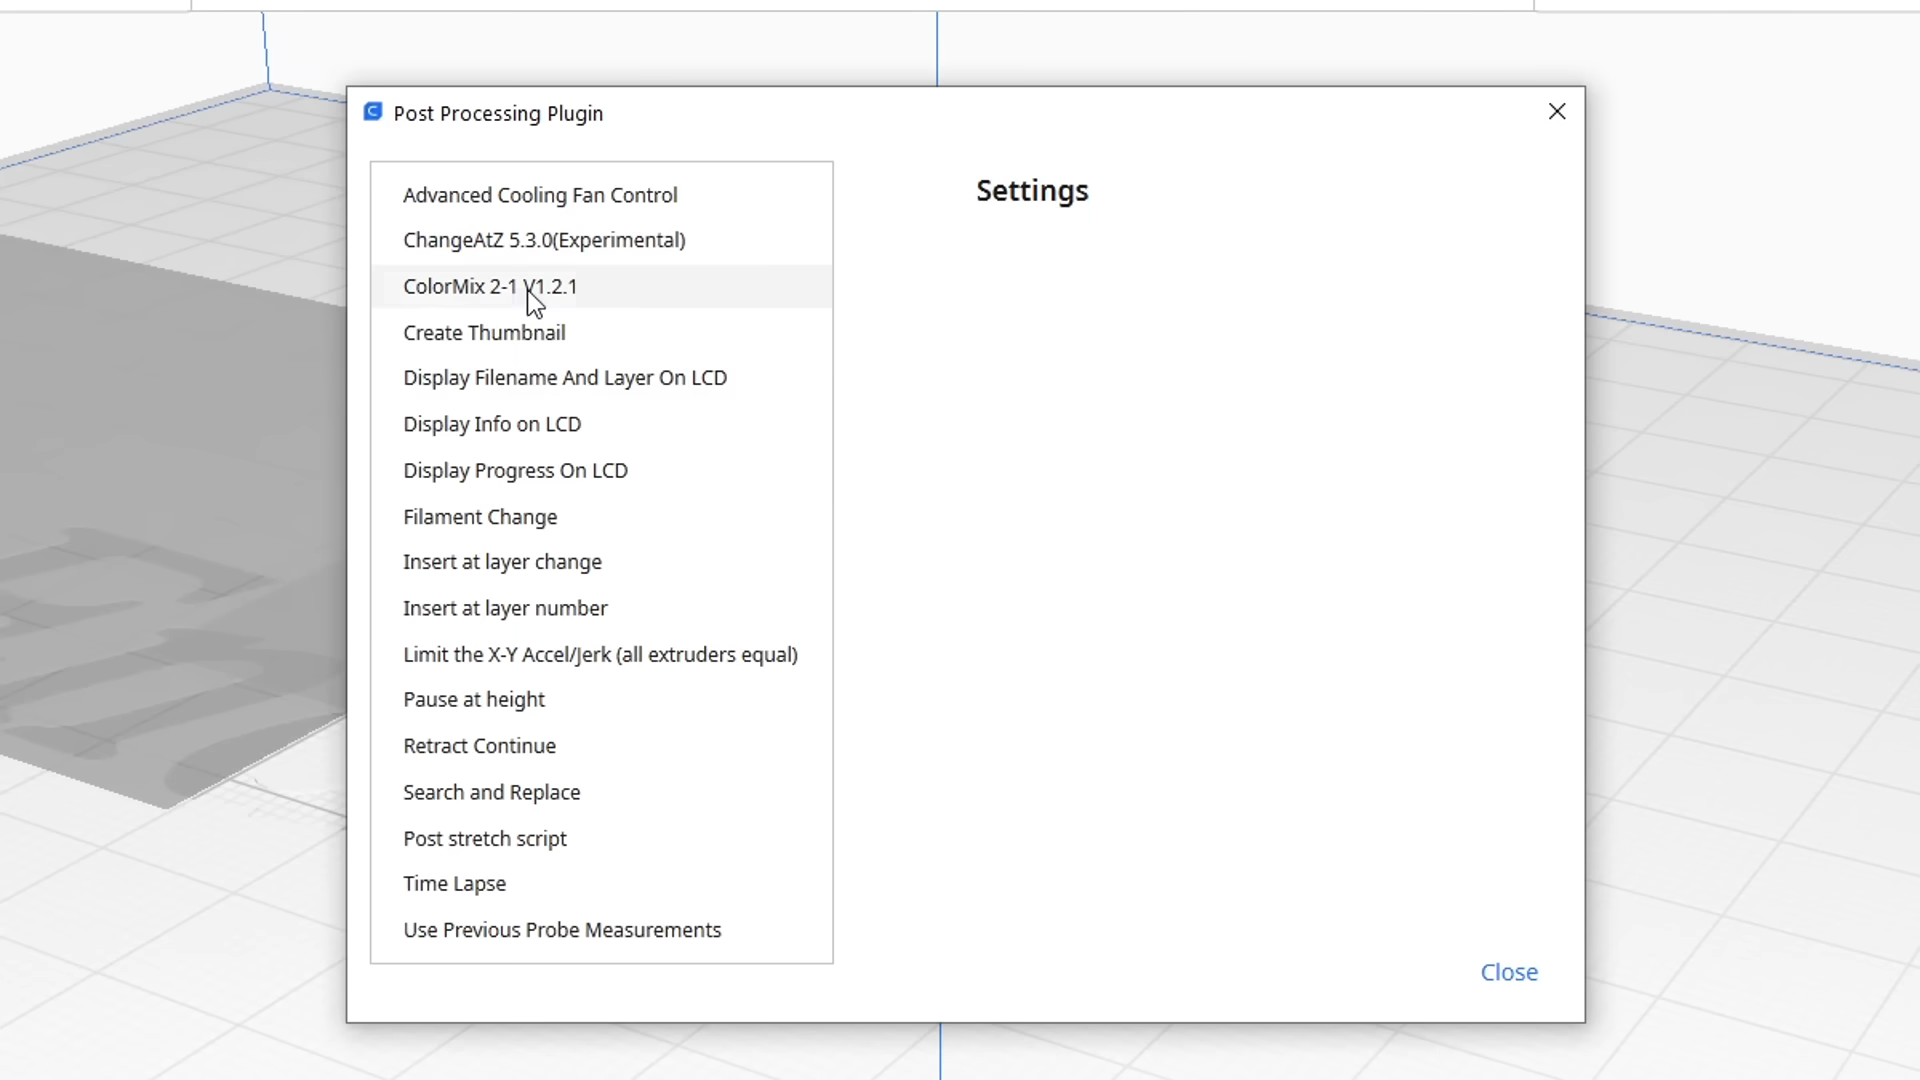 Post Processing Plugin
Advanced Cooling Fan Control
ChangeAtZ 5.3.0(Experimental)
ColorMix 2-1 V1.2.1
Create Thumbnail
Display Filename And Layer On LCD
Display Info on LCD
Display Progress On LCD
Filament Change
Insert at layer change
Insert at layer number
Limit the X-Y Accel/Jerk (all extruders equal)
Pause at height
Retract Continue
Search and Replace
Post stretch script
Time Lapse
Use Previous Probe Measurements
Settings
Close